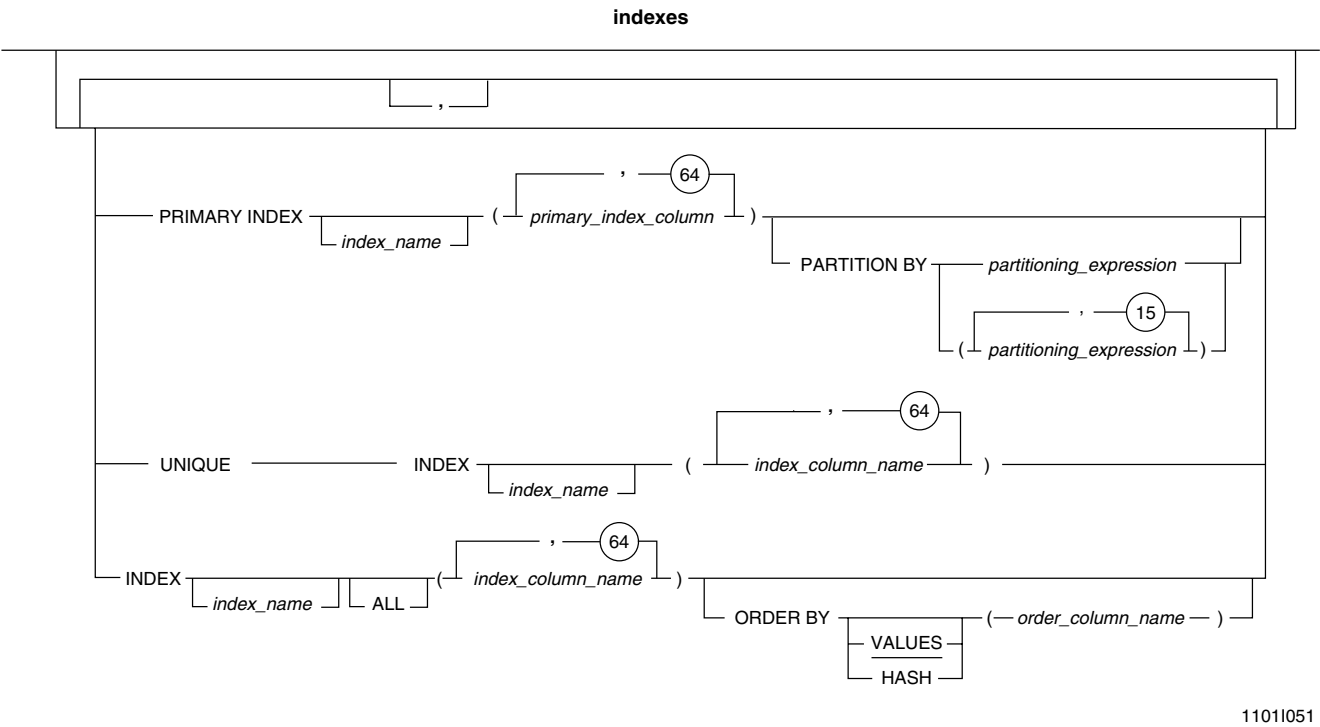 indexes
,
, 64
PRIMARY INDEX index_name ( primary_index_column )
PARTITION BY partitioning_expression
, 15
( partitioning_expression )
, 64
UNIQUE INDEX index_name ( index_column_name )
, 64
INDEX index_name ALL ( index_column_name )
ORDER BY VALUES ( order_column_name )
HASH
1101I051